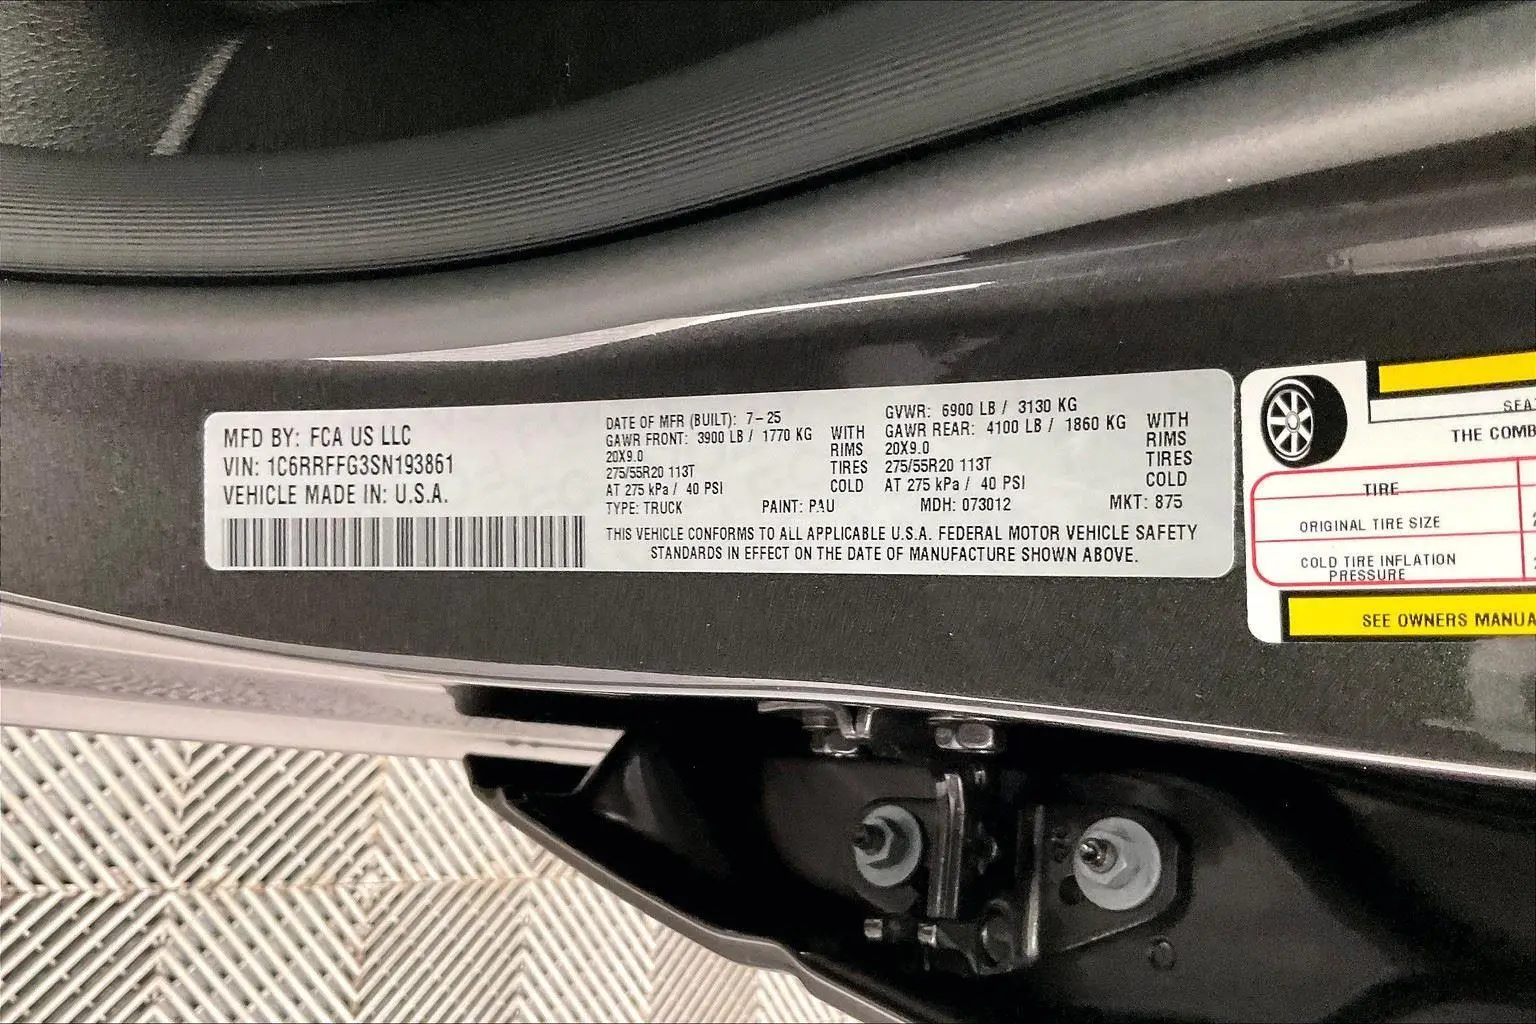 MFD BY: FCA US LLC
VIN: 1C6RRFFG3SN193861
VEHICLE MADE IN: U.S.A.
DATE OF MFR (BUILT): 7-25
GAWR FRONT: 3900 LB / 1770 KG WITH
20X9.0 RIMS
275/55R20 113T TIRES
AT 275 kPa / 40 PSI COLD
GVWR: 6900 LB / 3130 KG
GAWR REAR: 4100 LB / 1860 KG WITH
20X9.0 RIMS
275/55R20 113T TIRES
AT 275 kPa / 40 PSI COLD
TYPE: TRUCK PAINT: PAU MDH: 073012 MKT: 875
THIS VEHICLE CONFORMS TO ALL APPLICABLE U.S.A. FEDERAL MOTOR VEHICLE SAFETY
STANDARDS IN EFFECT ON THE DATE OF MANUFACTURE SHOWN ABOVE.
THE COMB
TIRE
ORIGINAL TIRE SIZE
COLD TIRE INFLATION
PRESSURE
SEE OWNERS MANUA